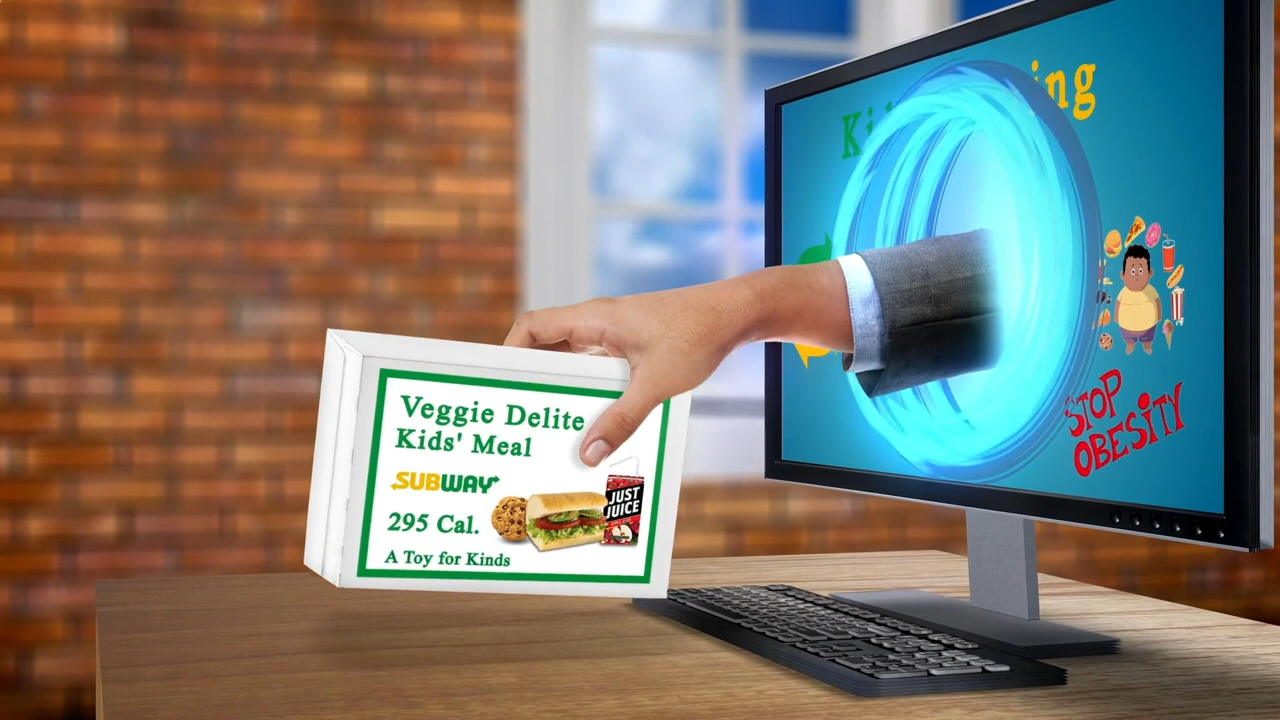 Veggie Delite
Kids' Meal
SUBWAY
295 Cal.
A Toy for Kinds
JUST
JUICE
STOP
OBESITY